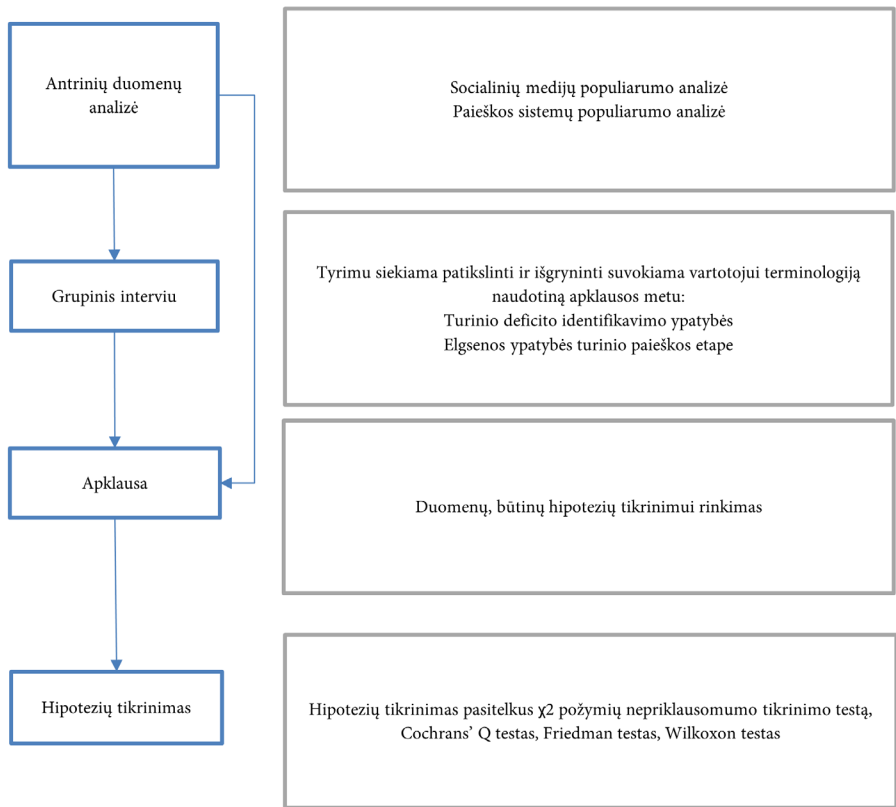 Antrinių duomenų
analizė
Socialinių medijų populiarumo analizė
Paieškos sistemų populiarumo analizė
Grupinis interviu
Tyrimu siekiama patikslinti ir išgryninti suvokiama vartotojui terminologiją
naudotiną apklausos metu:
Turinio deficito identifikavimo ypatybės
Elgsenos ypatybės turinio paieškos etape
Apklausa
Duomenų, būtinų hipotezių tikrinimui rinkimas
Hipotezių tikrinimas
Hipotezių tikrinimas pasitelkus χ2 požymių nepriklausomumo tikrinimo testą,
Cochrans’ Q testas, Friedman testas, Wilkoxon testas